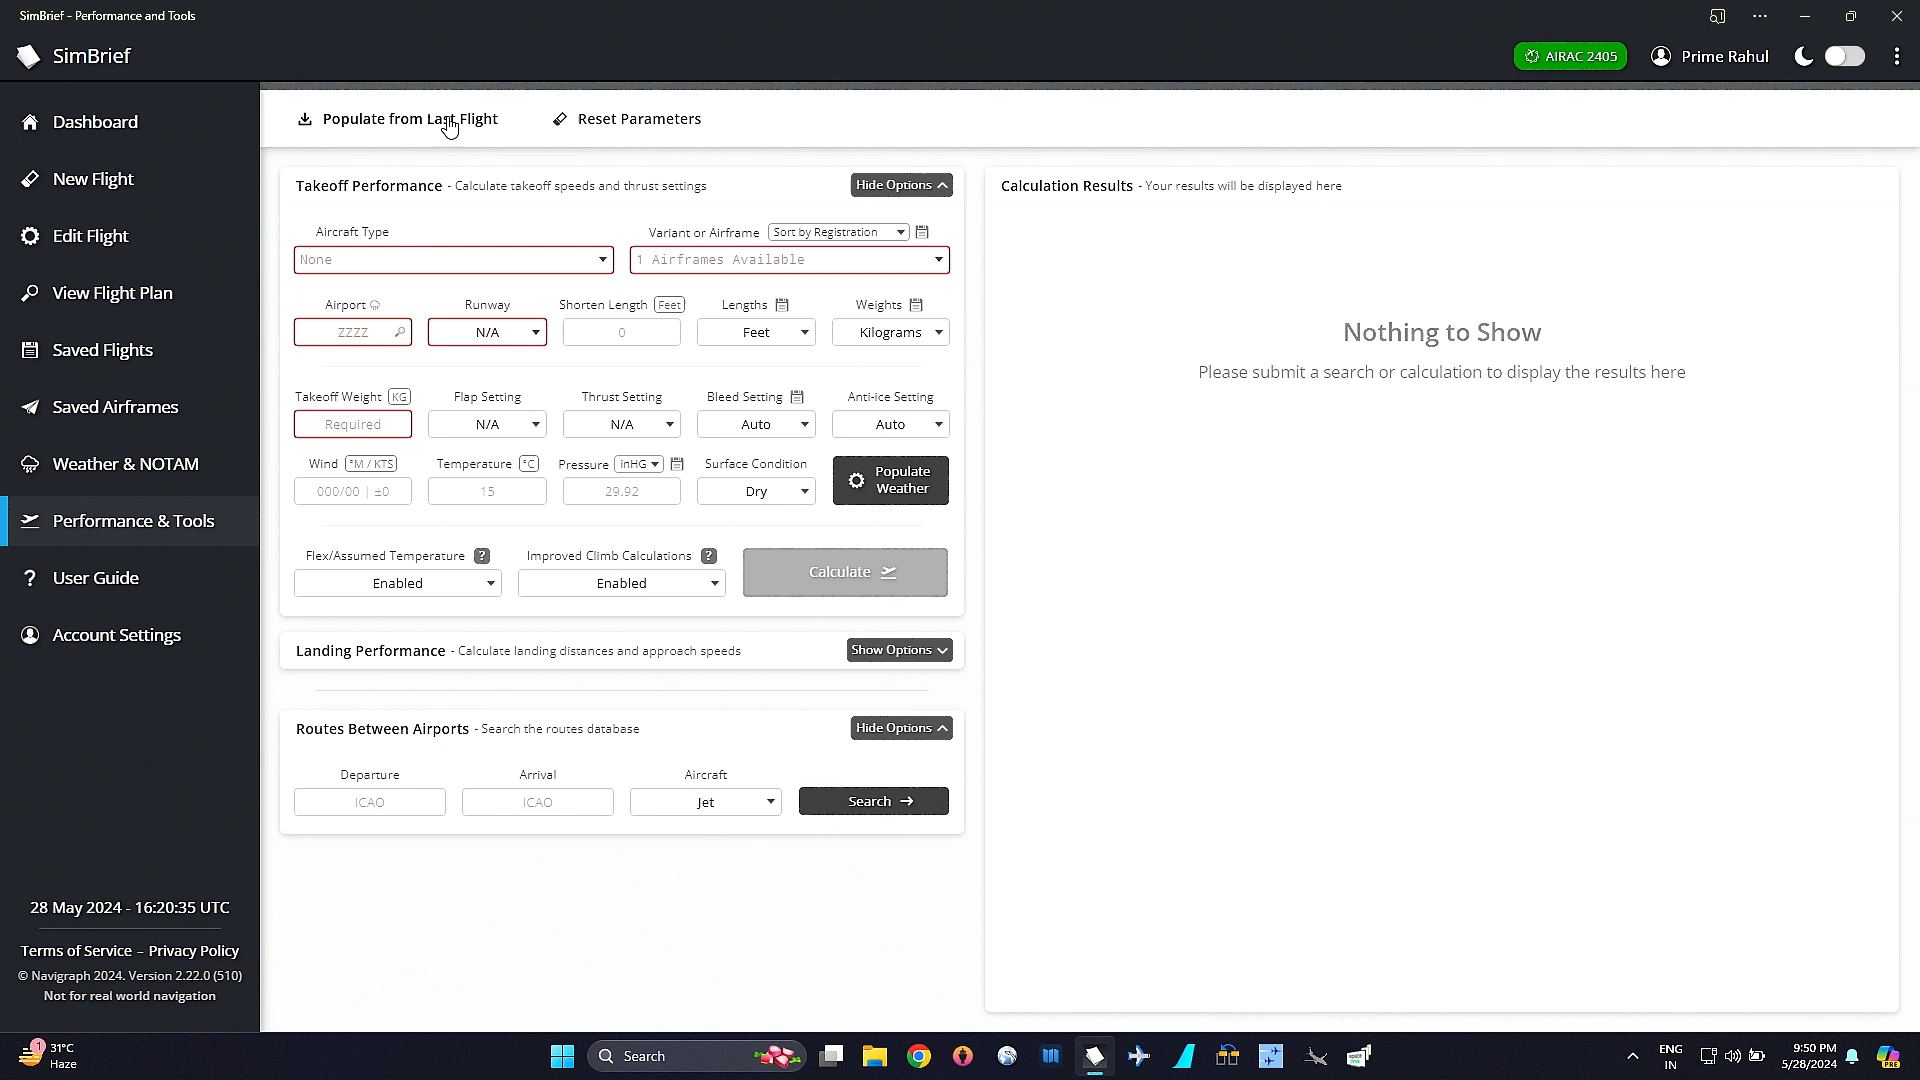 SimBrief - Performance and Tools
SimBrief
AIRAC 2405
Prime Rahul
Dashboard
New Flight
Edit Flight
View Flight Plan
Saved Flights
Saved Airframes
Weather & NOTAM
Performance & Tools
User Guide
Account Settings
28 May 2024 - 16:20:35 UTC
Terms of Service - Privacy Policy
© Navigraph 2024. Version 2.22.0 (510)
Not for real world navigation
Populate from Last Flight
Reset Parameters
Takeoff Performance - Calculate takeoff speeds and thrust settings
Hide Options
Aircraft Type
Variant or Airframe Sort by Registration
None
1 Airframes Available
Airport Runway Shorten Length Feet Lengths Weights
ZZZZ N/A 0 Feet Kilograms
Takeoff Weight KG Flap Setting Thrust Setting Bleed Setting Anti-ice Setting
Required N/A N/A Auto Auto
Wind °M / KTS Temperature °C Pressure inHG Surface Condition
Populate
Weather
000/00 | ±0 15 29.92 Dry
Flex/Assumed Temperature ? Improved Climb Calculations ?
Enabled Enabled
Calculate
Landing Performance - Calculate landing distances and approach speeds
Show Options
Routes Between Airports - Search the routes database
Hide Options
Departure Arrival Aircraft
ICAO ICAO Jet Search
Calculation Results - Your results will be displayed here
Nothing to Show
Please submit a search or calculation to display the results here
1
31°C
Haze
Search
ENG
IN
9:50 PM
5/28/2024
PRE